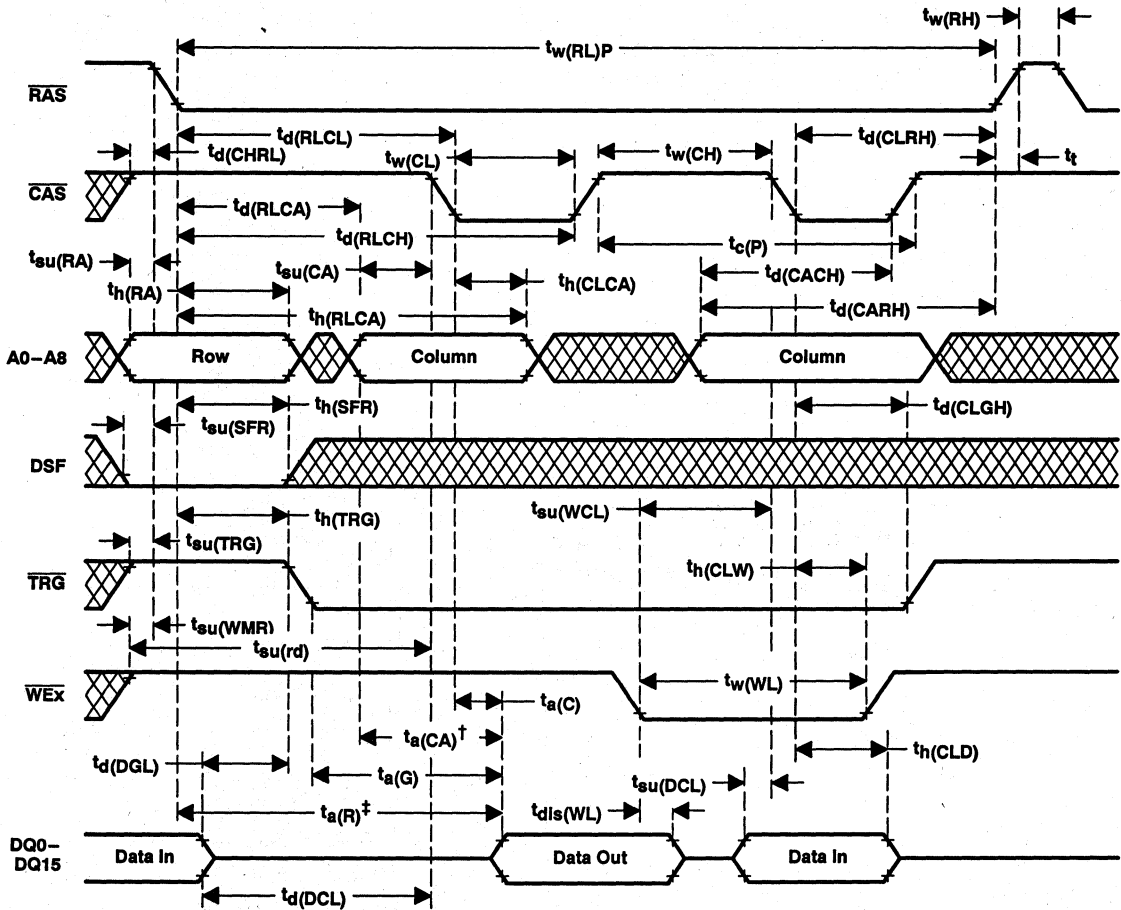 tw(RH)
tw(RL)P
RAS
td(RLCL)
td(CLRH)
td(CHRL)
tw(CL)
tw(CH)
tt
CAS
td(RLCA)
td(RLCH)
tc(P)
tsu(RA)
tsu(CA)
td(CACH)
th(RA)
th(CLCA)
th(RLCA)
td(CARH)
A0–A8
Row
Column
Column
th(SFR)
td(CLGH)
tsu(SFR)
DSF
th(TRG)
tsu(WCL)
tsu(TRG)
th(CLW)
TRG
tsu(WMR)
tsu(rd)
WEx
tw(WL)
ta(C)
ta(CA)†
th(CLD)
td(DGL)
ta(G)
tsu(DCL)
ta(R)‡
tdis(WL)
DQ0–
DQ15
Data In
Data Out
Data In
td(DCL)